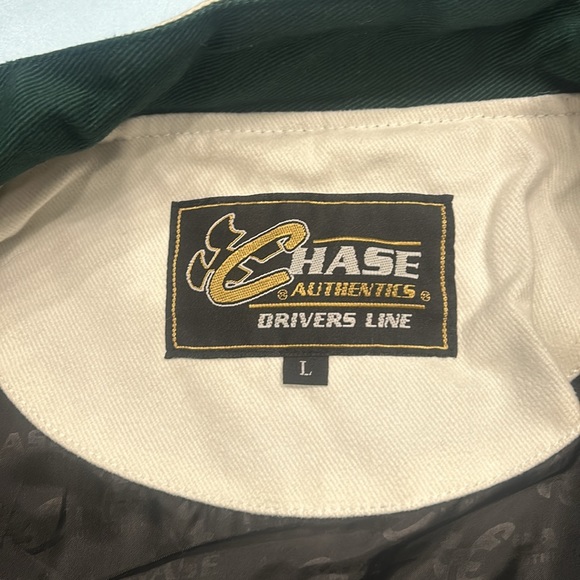 CHASE
® AUTHENTICS ®
DRIVERS LINE
L